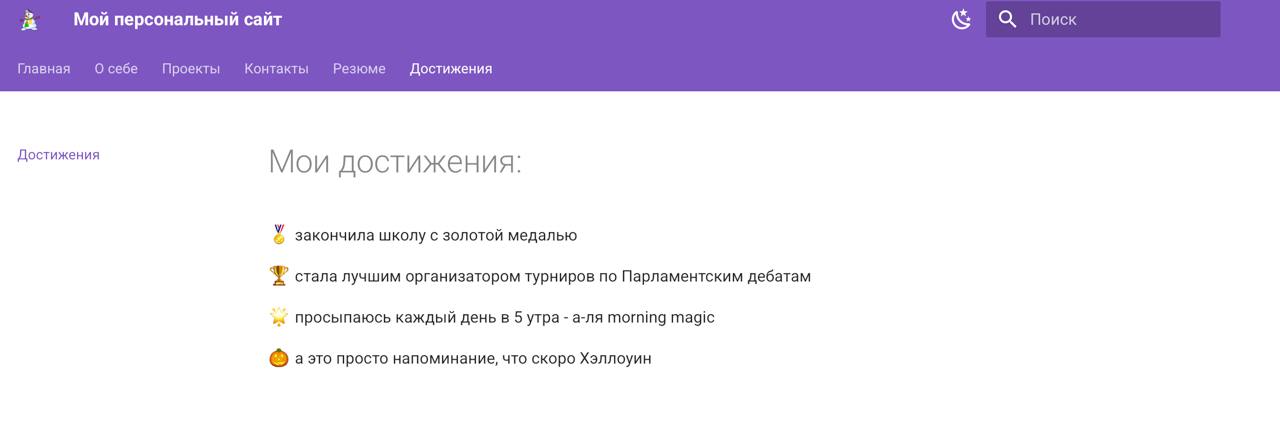 Мой персональный сайт
Поиск
Главная О себе Проекты Контакты Резюме Достижения
Достижения
Мои достижения:
закончила школу с золотой медалью
стала лучшим организатором турниров по Парламентским дебатам
просыпаюсь каждый день в 5 утра - а-ля morning magic
а это просто напоминание, что скоро Хэллоуин